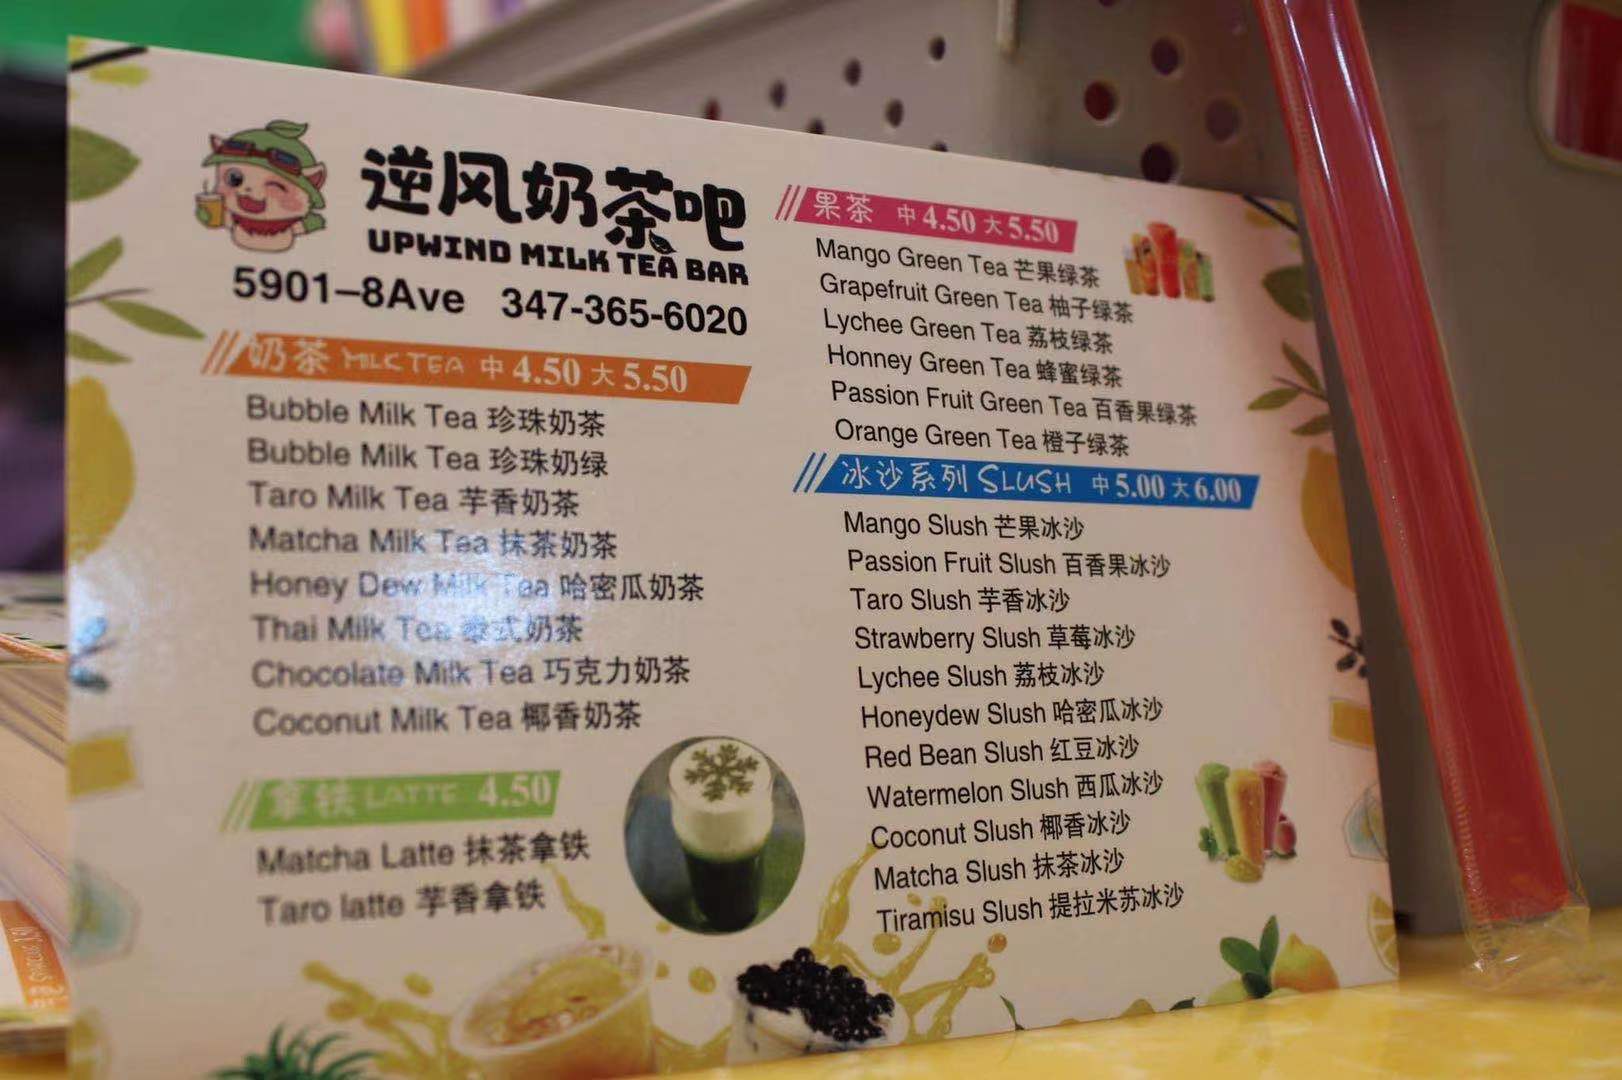 逆风奶茶吧
UPWIND MILK TEA BAR
5901–8Ave 347-365-6020
奶茶 MILK TEA 中 4.50 大 5.50
Bubble Milk Tea 珍珠奶茶
Bubble Milk Tea 珍珠奶绿
Taro Milk Tea 芋香奶茶
Matcha Milk Tea 抹茶奶茶
Honey Dew Milk Tea 哈密瓜奶茶
Thai Milk Tea 泰式奶茶
Chocolate Milk Tea 巧克力奶茶
Coconut Milk Tea 椰香奶茶
拿铁 LATTE 4.50
Matcha Latte 抹茶拿铁
Taro latte 芋香拿铁
果茶 中 4.50 大 5.50
Mango Green Tea 芒果绿茶
Grapefruit Green Tea 柚子绿茶
Lychee Green Tea 荔枝绿茶
Honney Green Tea 蜂蜜绿茶
Passion Fruit Green Tea 百香果绿茶
Orange Green Tea 橙子绿茶
冰沙系列 SLUSH 中 5.00 大 6.00
Mango Slush 芒果冰沙
Passion Fruit Slush 百香果冰沙
Taro Slush 芋香冰沙
Strawberry Slush 草莓冰沙
Lychee Slush 荔枝冰沙
Honeydew Slush 哈密瓜冰沙
Red Bean Slush 红豆冰沙
Watermelon Slush 西瓜冰沙
Coconut Slush 椰香冰沙
Matcha Slush 抹茶冰沙
Tiramisu Slush 提拉米苏冰沙